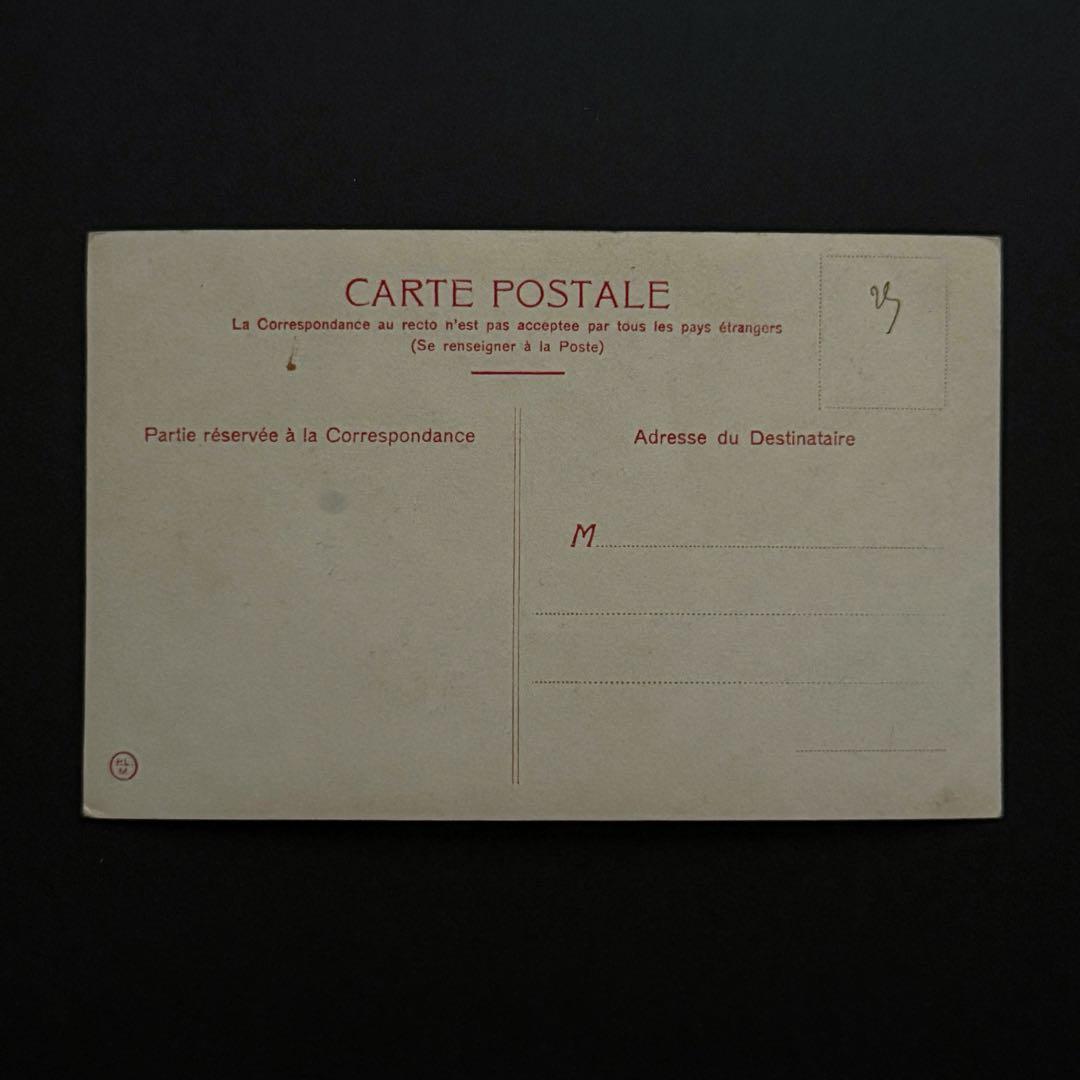 CARTE POSTALE
La Correspondance au recto n'est pas acceptee par tous les pays étrangers
(Se renseigner à la Poste)
Partie réservée à la Correspondance
Adresse du Destinataire
M